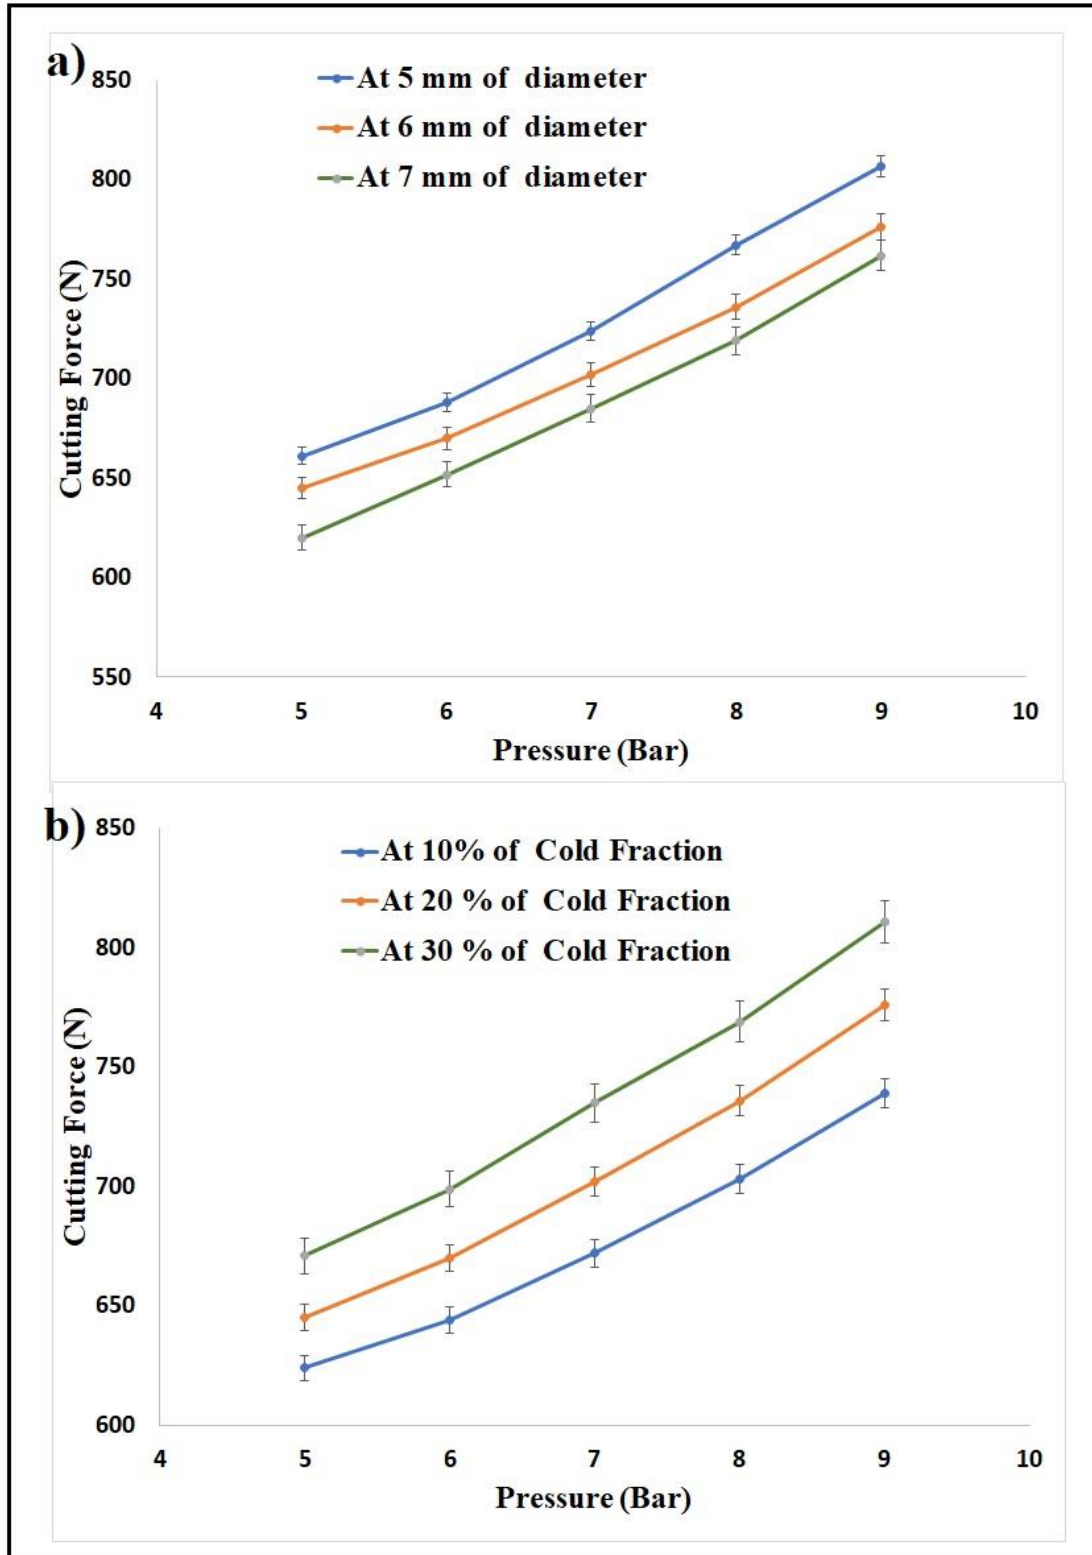 a)
850
At 5 mm of diameter
At 6 mm of diameter
800
At 7 mm of diameter
750
700
650
600
550
Cutting Force (N)
4 5 6 7 8 9 10
Pressure (Bar)
b)
850
At 10% of Cold Fraction
At 20 % of Cold Fraction
800
At 30 % of Cold Fraction
750
700
650
600
Cutting Force (N)
4 5 6 7 8 9 10
Pressure (Bar)